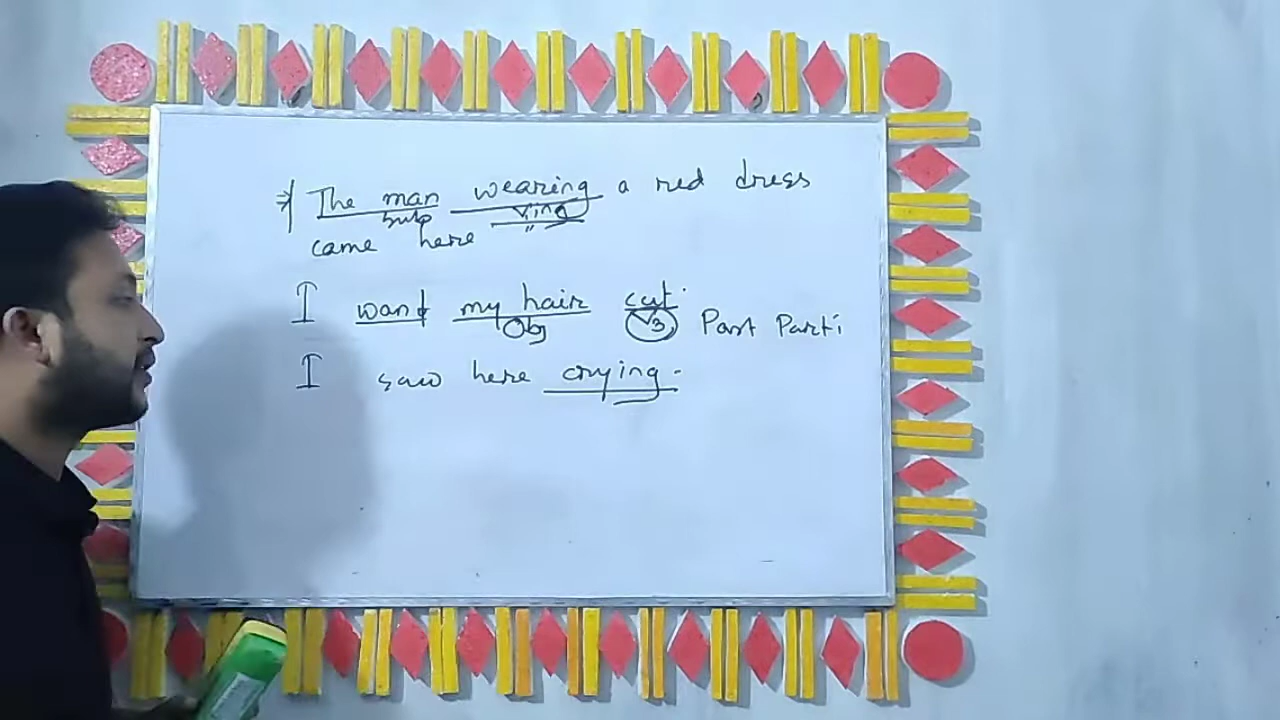 ⇒ The man wearing a red dress
sub Ving
came here
I want my hair cut.
Obj V3 Past Parti
I saw here crying.